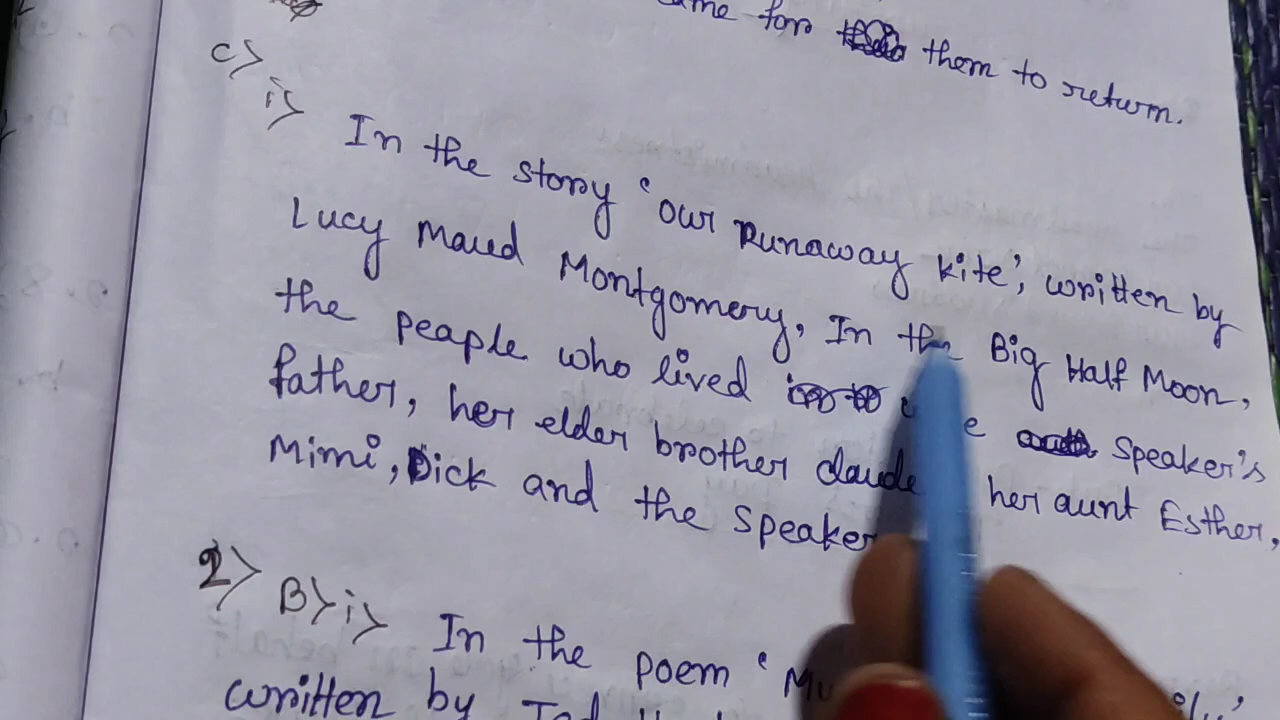 for them to return.
c>
i>
In the story 'our Runaway Kite', written by
Lucy Maud Montgomery, In the Big Half Moon,
the peaple who lived speaker's
father, her elder brother claude her aunt Esther,
Mimi, Dick and the speaker
2>
B>i>
In the poem '
written by